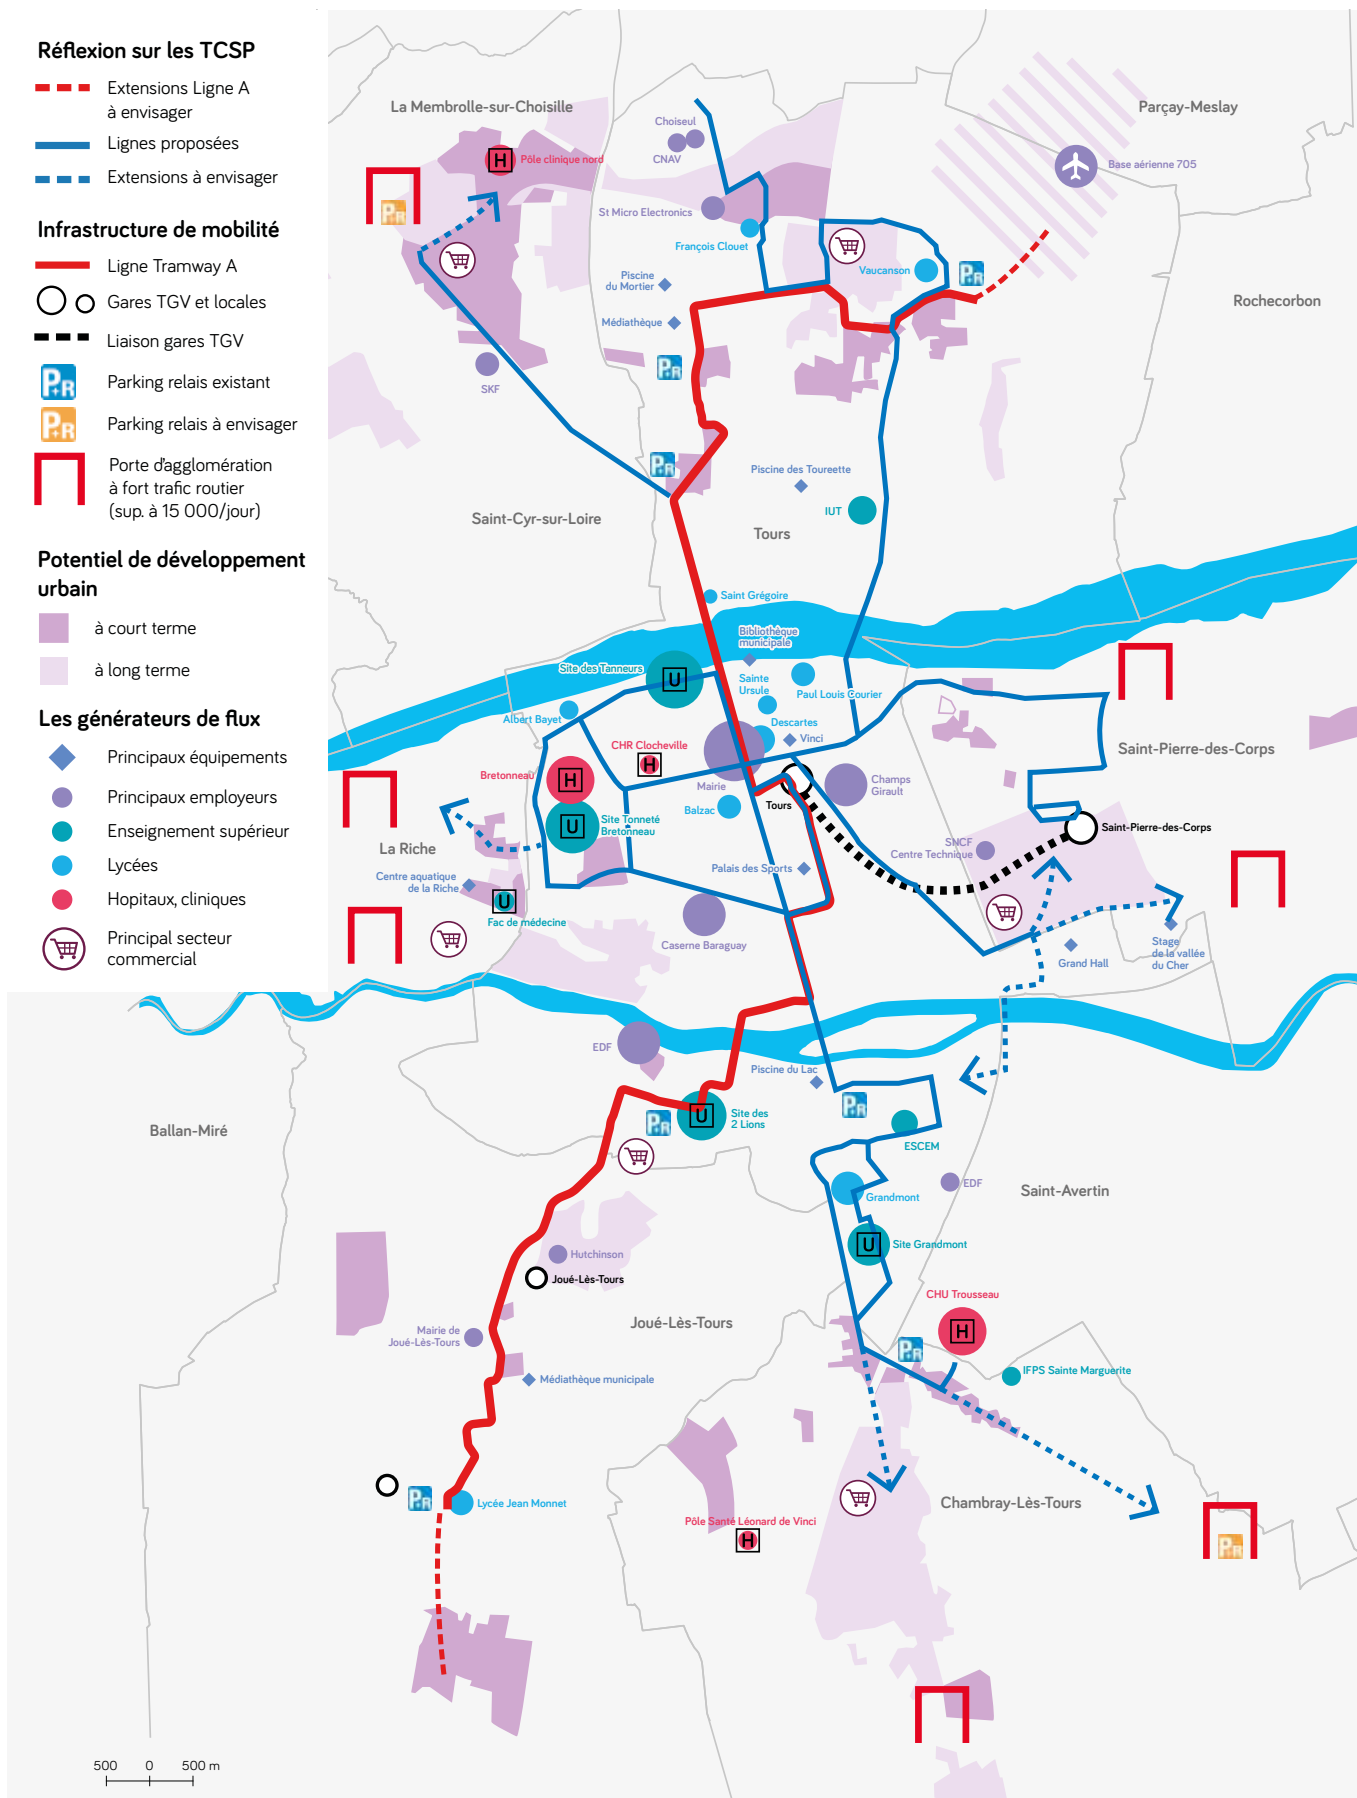 Réflexion sur les TCSP
Extensions Ligne A
à envisager
Lignes proposées
Extensions à envisager
Infrastructure de mobilité
Ligne Tramway A
Gares TGV et locales
Liaison gares TGV
P+R
Parking relais existant
P+R
Parking relais à envisager
Porte d'agglomération
à fort trafic routier
(sup. à 15 000/jour)
Potentiel de développement
urbain
à court terme
à long terme
Les générateurs de flux
Principaux équipements
Principaux employeurs
Enseignement supérieur
Lycées
Hopitaux, cliniques
Principal secteur
commercial
La Membrolle-sur-Choisille
Parçay-Meslay
Choiseul
CNAV
H
Pôle clinique nord
Base aérienne 705
P+R
St Micro Electronics
François Clouet
Vaucanson
P+R
Piscine
du Mortier
Rochecorbon
Médiathèque
P+R
SKF
P+R
Piscine des Toureette
IUT
Saint-Cyr-sur-Loire
Tours
Saint Grégoire
Bibliothèque
municipale
Site des Tanneurs
U
Sainte
Ursule
Paul Louis Courier
Albert Bayet
Descartes
Vinci
CHR Clocheville
H
Saint-Pierre-des-Corps
Bretonneau
H
Mairie
Tours
Champs
Girault
Balzac
U
Site Tonneté
Bretonneau
Saint-Pierre-des-Corps
SNCF
Centre Technique
La Riche
Palais des Sports
Centre aquatique
de la Riche
U
Fac de médecine
Caserne Baraguay
Grand Hall
Stage
de la vallée
du Cher
EDF
Piscine du Lac
P+R
P+R
U
Site des
2 Lions
ESCEM
Ballan-Miré
EDF
Saint-Avertin
Grandmont
U
Site Grandmont
Hutchinson
Joué-Lès-Tours
CHU Trousseau
H
Joué-Lès-Tours
Mairie de
Joué-Lès-Tours
P+R
IFPS Sainte Marguerite
Médiathèque municipale
P+R
Lycée Jean Monnet
Chambray-Lès-Tours
Pôle Santé Léonard de Vinci
H
P+R
500 0 500 m